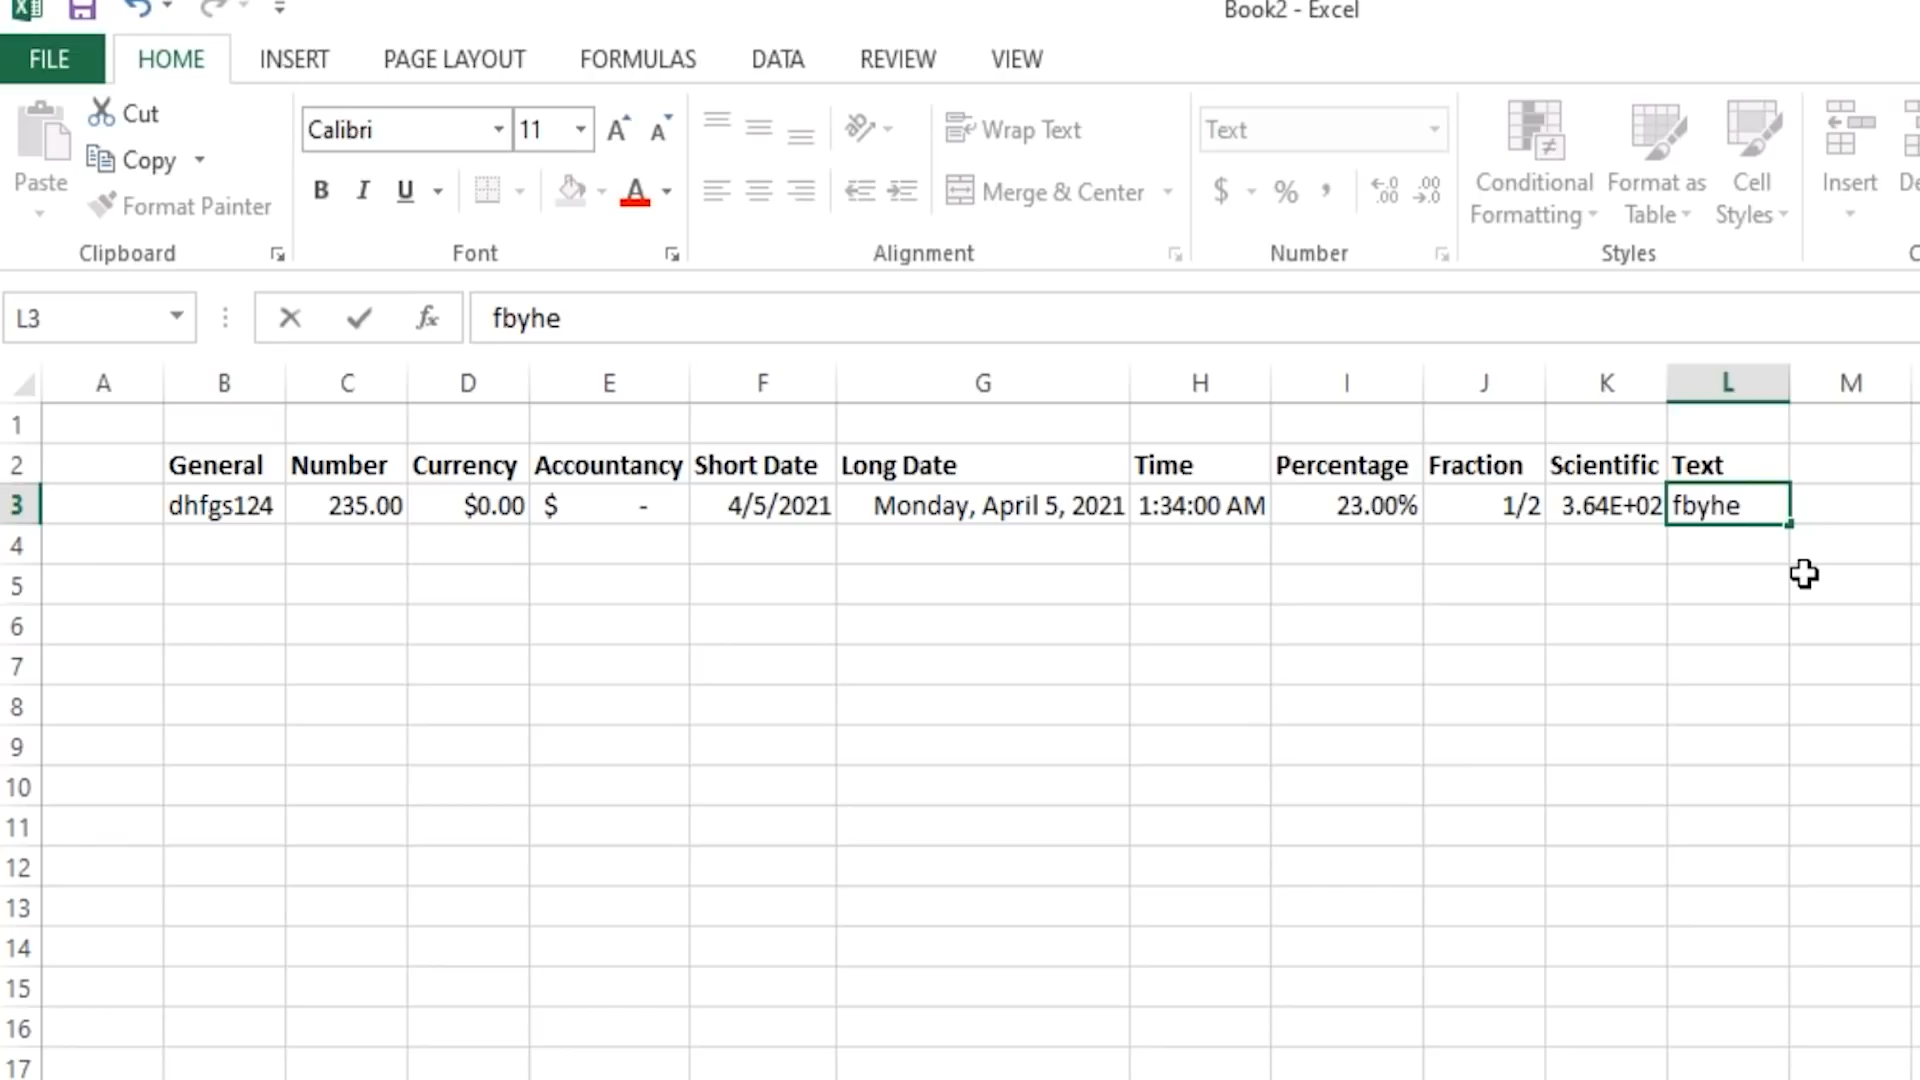 Book2 - Excel
FILE HOME INSERT PAGE LAYOUT FORMULAS DATA REVIEW VIEW
Cut
Copy
Paste
Format Painter
Clipboard
Calibri 11
B I U A
Font
Wrap Text
Merge & Center
Alignment
Text
$ % ,
Number
Conditional Formatting
Format as Table
Cell Styles
Styles
Insert
L3 fx fbyhe
A B C D E F G H I J K L M
1
2 General Number Currency Accountancy Short Date Long Date Time Percentage Fraction Scientific Text
3 dhfgs124 235.00 $0.00 $ - 4/5/2021 Monday, April 5, 2021 1:34:00 AM 23.00% 1/2 3.64E+02 fbyhe
4
5
6
7
8
9
10
11
12
13
14
15
16
17